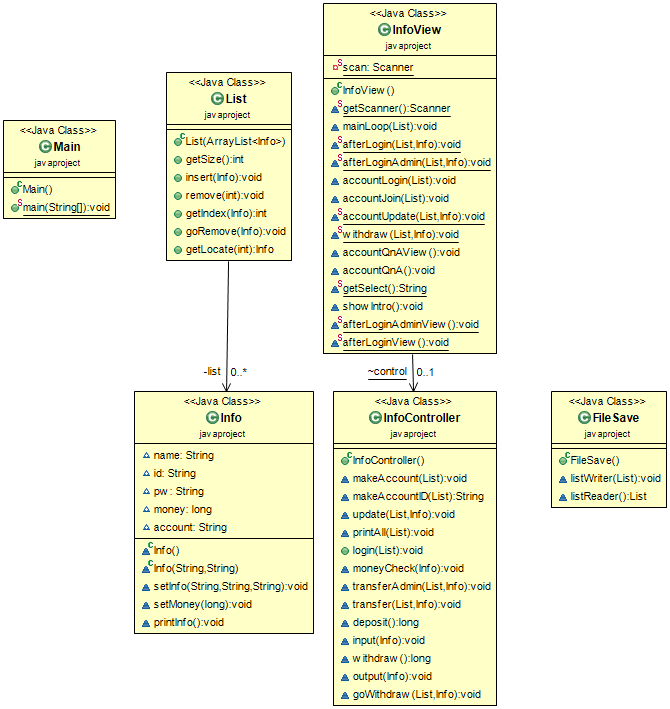 <<Java Class>>
Main
javaproject
Main()
main(String[]):void
<<Java Class>>
List
javaproject
List(ArrayList<Info>)
getSize():int
insert(Info):void
remove(int):void
getIndex(Info):int
goRemove(Info):void
getLocate(int):Info
<<Java Class>>
InfoView
javaproject
scan: Scanner
InfoView()
getScanner():Scanner
mainLoop(List):void
afterLogin(List,Info):void
afterLoginAdmin(List,Info):void
accountLogin(List):void
accountJoin(List):void
accountUpdate(List,Info):void
withdraw(List,Info):void
accountQnAView():void
accountQnA():void
getSelect():String
showIntro():void
afterLoginAdminView():void
afterLoginView():void
-list 0..*
~control 0..1
<<Java Class>>
Info
javaproject
name: String
id: String
pw: String
money: long
account: String
Info()
Info(String,String)
setInfo(String,String,String):void
setMoney(long):void
printInfo():void
<<Java Class>>
InfoController
javaproject
InfoController()
makeAccount(List):void
makeAccountID(List):String
update(List,Info):void
printAll(List):void
login(List):void
moneyCheck(Info):void
transferAdmin(List,Info):void
transfer(List,Info):void
deposit():long
input(Info):void
withdraw():long
output(Info):void
goWithdraw(List,Info):void
<<Java Class>>
FileSave
javaproject
FileSave()
listWriter(List):void
listReader():List